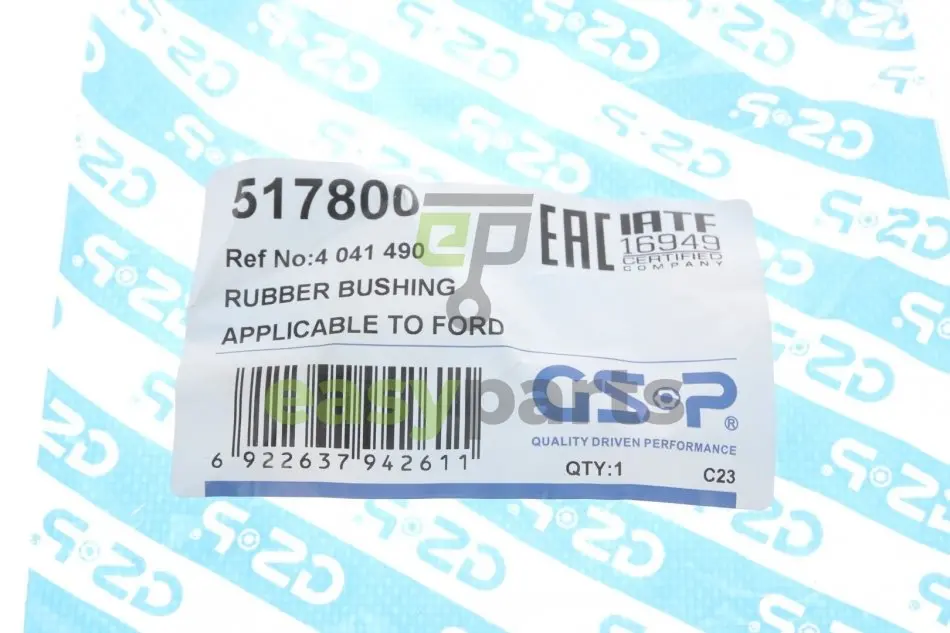 517800
Ref No:4 041 490
RUBBER BUSHING
APPLICABLE TO FORD
EAC
IATF
16949
CERTIFIED
COMPANY
ep
easyparts
GSP®
QUALITY DRIVEN PERFORMANCE
6 922637 942611
QTY:1
C23